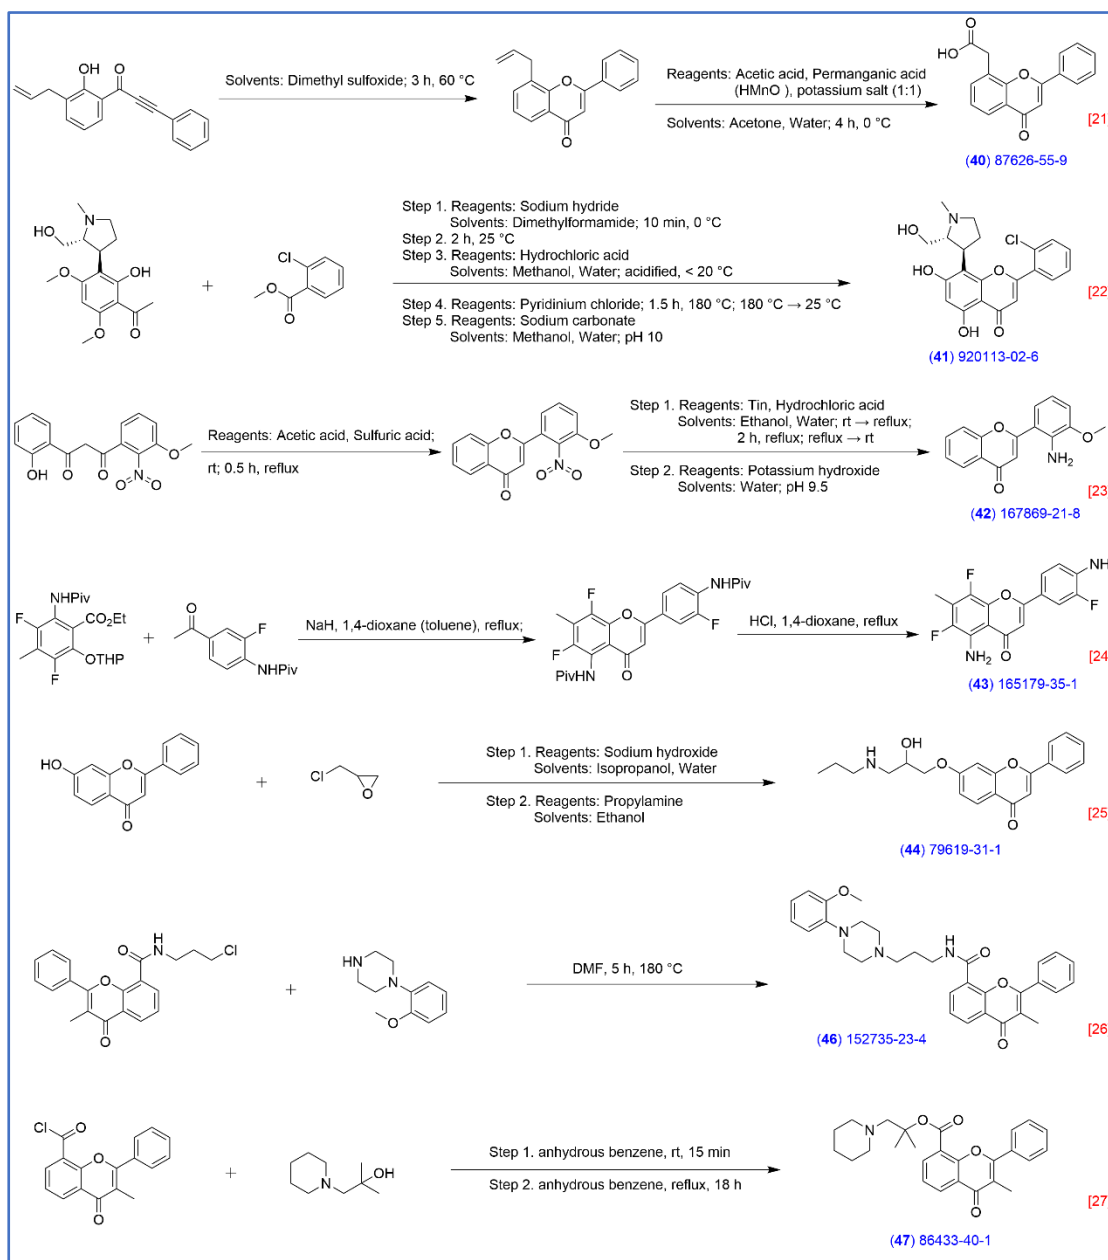 OH
O
Solvents: Dimethyl sulfoxide; 3 h, 60 °C
O
O
Reagents: Acetic acid, Permanganic acid
(HMnO ), potassium salt (1:1)
Solvents: Acetone, Water; 4 h, 0 °C
O
HO
O
O
[21
(40) 87626-55-9
N
HO
O
OH
O
O
+
Cl
O
O
Step 1. Reagents: Sodium hydride
Solvents: Dimethylformamide; 10 min, 0 °C
Step 2. 2 h, 25 °C
Step 3. Reagents: Hydrochloric acid
Solvents: Methanol, Water; acidified, < 20 °C
Step 4. Reagents: Pyridinium chloride; 1.5 h, 180 °C; 180 °C → 25 °C
Step 5. Reagents: Sodium carbonate
Solvents: Methanol, Water; pH 10
N
HO
Cl
HO
O
OH
O
[22
(41) 920113-02-6
OH
O
O
O
N
O
O
Reagents: Acetic acid, Sulfuric acid;
rt; 0.5 h, reflux
O
O
O
N
O
O
Step 1. Reagents: Tin, Hydrochloric acid
Solvents: Ethanol, Water; rt → reflux;
2 h, reflux; reflux → rt
Step 2. Reagents: Potassium hydroxide
Solvents: Water; pH 9.5
O
O
NH2
O
[23
(42) 167869-21-8
NHPiv
F
CO2Et
OTHP
F
+
O
F
NHPiv
NaH, 1,4-dioxane (toluene), reflux;
NHPiv
F
O
F
F
PivHN
O
HCl, 1,4-dioxane, reflux
NH
F
O
F
F
NH2
O
[24
(43) 165179-35-1
HO
O
O
+
Cl
O
Step 1. Reagents: Sodium hydroxide
Solvents: Isopropanol, Water
Step 2. Reagents: Propylamine
Solvents: Ethanol
OH
N
H
O
O
O
[25
(44) 79619-31-1
O
H
N
Cl
O
O
+
HN
N
O
DMF, 5 h, 180 °C
O
N
N
H
N
O
O
O
[26
(46) 152735-23-4
Cl
O
O
O
+
N
OH
Step 1. anhydrous benzene, rt, 15 min
Step 2. anhydrous benzene, reflux, 18 h
N
O
O
O
O
[27
(47) 86433-40-1